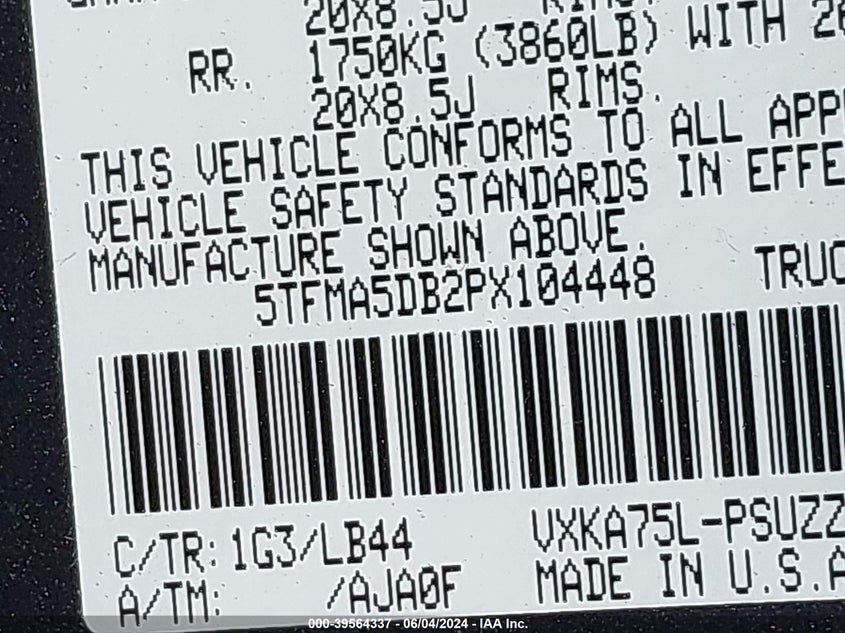 20X8.5J RIMS.
RR. 1750KG (3860LB) WITH
20X8.5J RIMS.
THIS VEHICLE CONFORMS TO ALL
VEHICLE SAFETY STANDARDS IN
MANUFACTURE SHOWN ABOVE.
5TFMA5DB2PX104448
C/TR: 1G3/LB44 VXKA75L-PSUZZ
A/TM: /AJA0F MADE IN U.S.A
000-39564337 - 06/04/2024 - IAA Inc.